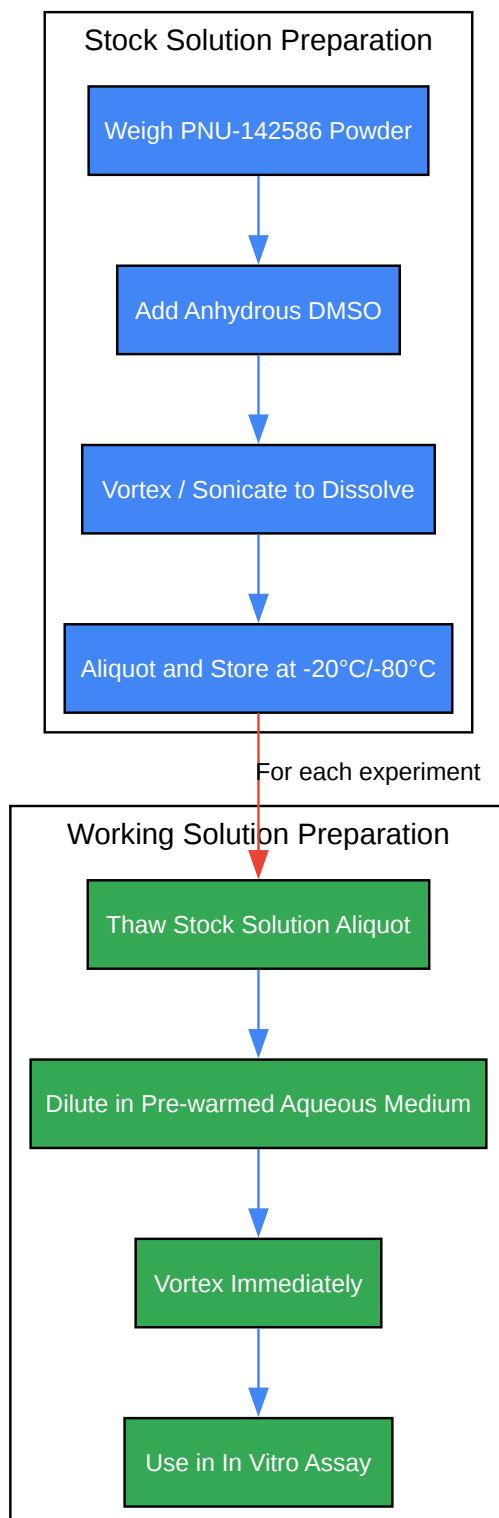 Stock Solution Preparation
Weigh PNU-142586 Powder
Add Anhydrous DMSO
Vortex / Sonicate to Dissolve
Aliquot and Store at -20°C/-80°C
For each experiment
Working Solution Preparation
Thaw Stock Solution Aliquot
Dilute in Pre-warmed Aqueous Medium
Vortex Immediately
Use in In Vitro Assay